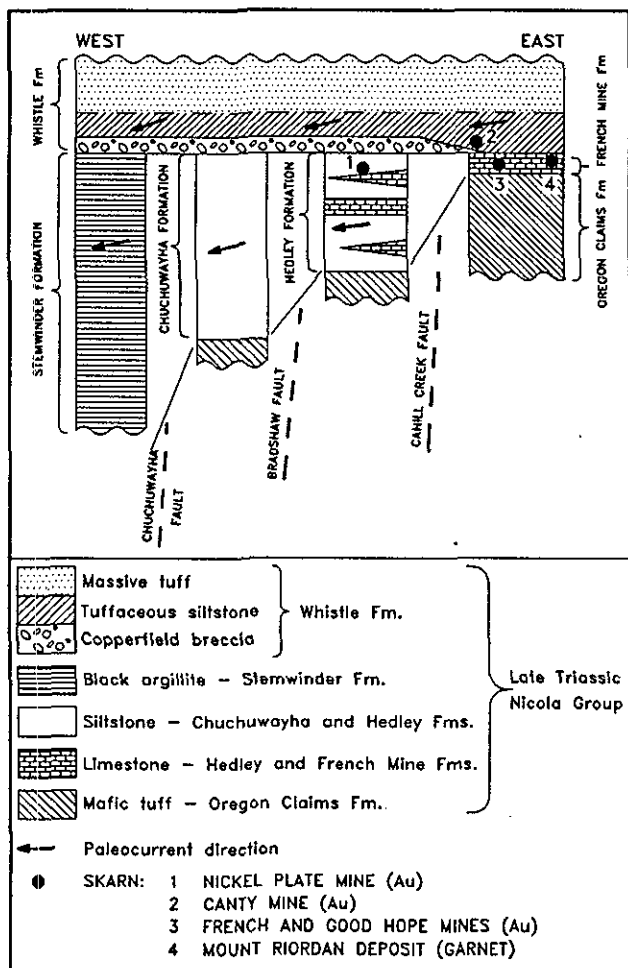 WEST
EAST
WHISTLE Fm
FRENCH MINE Fm
STEMWINDER FORMATION
CHUCHUWAYHA FORMATION
MEDLEY FORMATION
OREGON CLAIMS Fm
1
2
3
4
CHUCHUWAYHA
FAULT
BRADSHAW FAULT
CAHILL CREEK FAULT
Massive tuff
Tuffaceous siltstone
Copperfield breccia
Whistle Fm.
Black argillite – Stemwinder Fm.
Siltstone – Chuchuwayha and Hedley Fms.
Limestone – Hedley and French Mine Fms.
Mafic tuff – Oregon Claims Fm.
Late Triassic
Nicola Group
Paleocurrent direction
SKARN: 1 NICKEL PLATE MINE (Au)
2 CANTY MINE (Au)
3 FRENCH AND GOOD HOPE MINES (Au)
4 MOUNT RIORDAN DEPOSIT (GARNET)